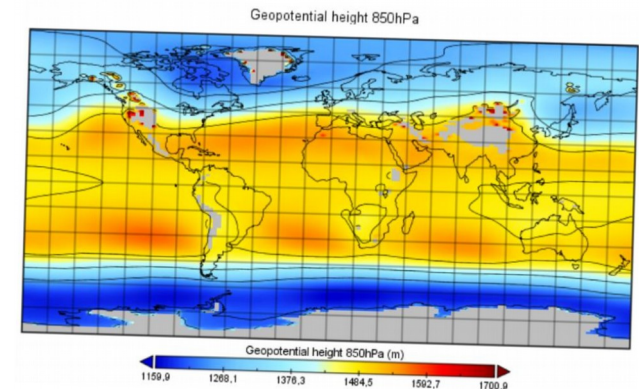 Geopotential height 850hPa
Geopotential height 850hPa (m)
1159,9 1268,1 1376,3 1484,5 1592,7 1700,9